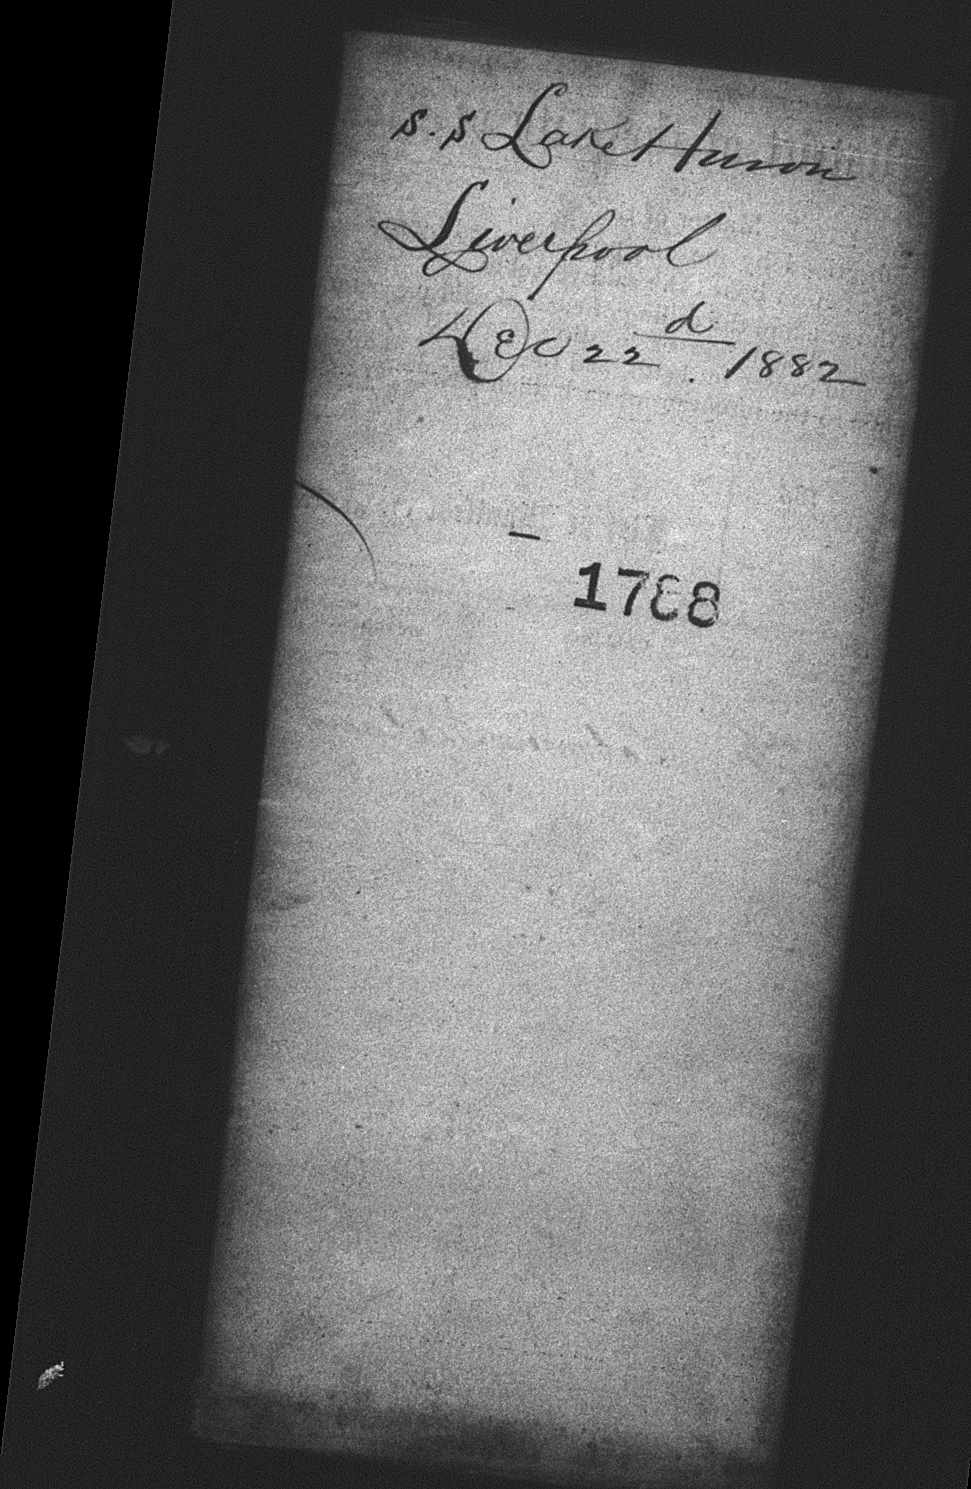 S.S Lake Huron
Liverpool
Dec 22d. 1882
1788